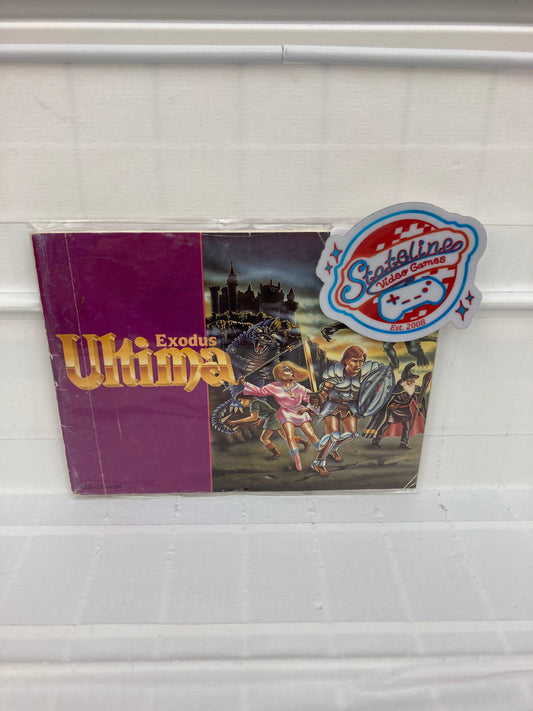 Exodus
Ultima
Stateline
Video Games
Est. 2008